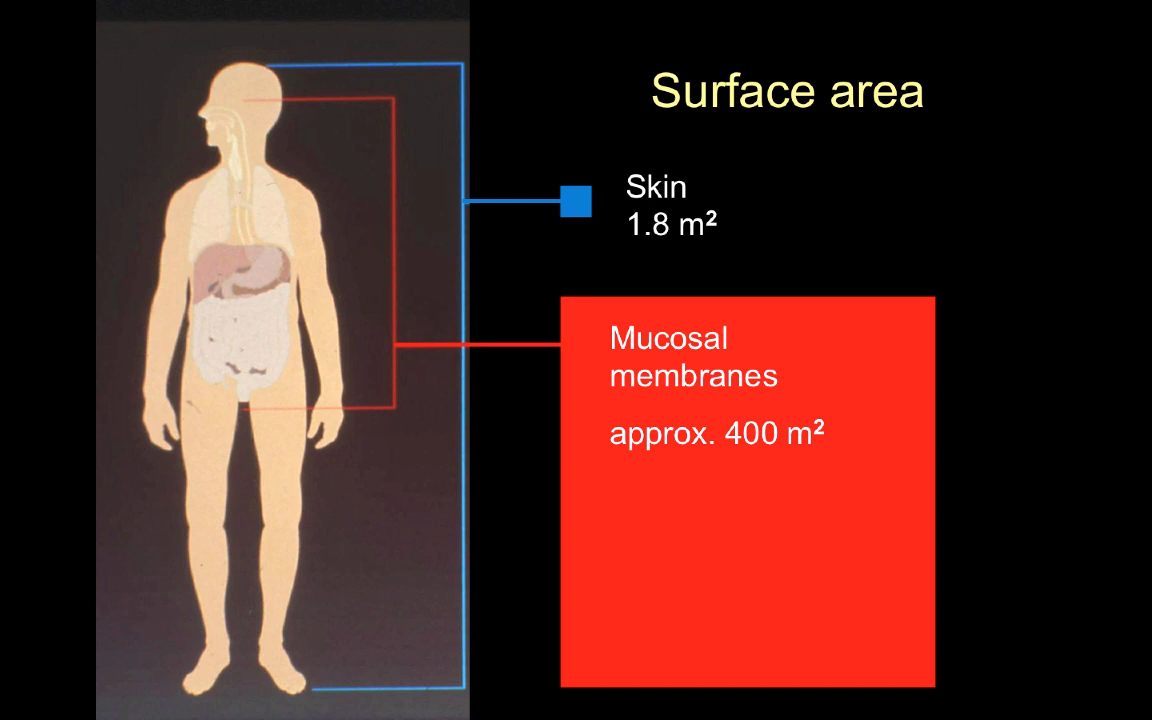 Surface area
Skin
1.8 m²
Mucosal
membranes
approx. 400 m²